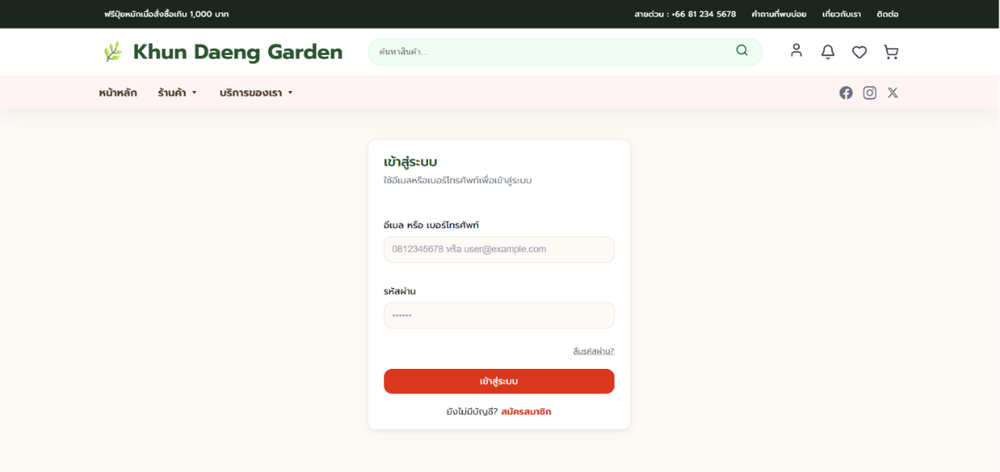 ฟรีปุ๋ยหมักเมื่อสั่งซื้อเกิน 1,000 บาท
สายด่วน : +66 81 234 5678 คำถามที่พบบ่อย เกี่ยวกับเรา ติดต่อ
Khun Daeng Garden
ค้นหาสินค้า...
หน้าหลัก ร้านค้า บริการของเรา
เข้าสู่ระบบ
ใช้อีเมลหรือเบอร์โทรศัพท์เพื่อเข้าสู่ระบบ
อีเมล หรือ เบอร์โทรศัพท์
0812345678 หรือ user@example.com
รหัสผ่าน
••••••
ลืมรหัสผ่าน?
เข้าสู่ระบบ
ยังไม่มีบัญชี? สมัครสมาชิก